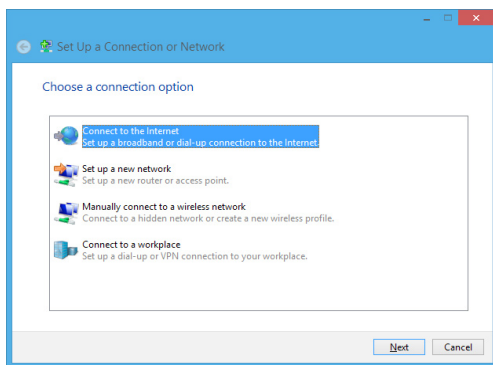 Set Up a Connection or Network
Choose a connection option
Connect to the Internet
Set up a broadband or dial-up connection to the Internet.
Set up a new network
Set up a new router or access point.
Manually connect to a wireless network
Connect to a hidden network or create a new wireless profile.
Connect to a workplace
Set up a dial-up or VPN connection to your workplace.
Next Cancel